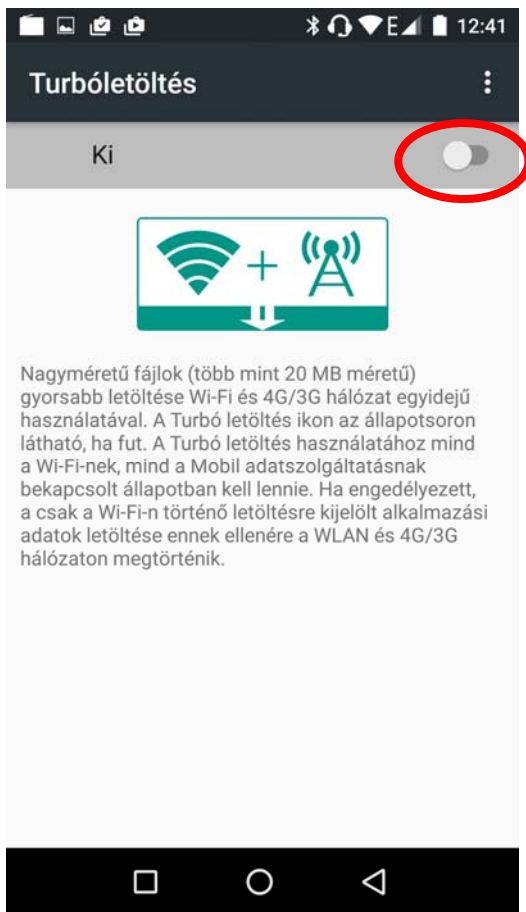 E 12:41
Turbóletöltés
Ki
Nagyméretű fájlok (több mint 20 MB méretű)
gyorsabb letöltése Wi-Fi és 4G/3G hálózat egyidejű
használatával. A Turbó letöltés ikon az állapotsoron
látható, ha fut. A Turbó letöltés használatához mind
a Wi-Fi-nek, mind a Mobil adatszolgáltatásnak
bekapcsolt állapotban kell lennie. Ha engedélyezett,
a csak a Wi-Fi-n történő letöltésre kijelölt alkalmazási
adatok letöltése ennek ellenére a WLAN és 4G/3G
hálózaton megtörténik.